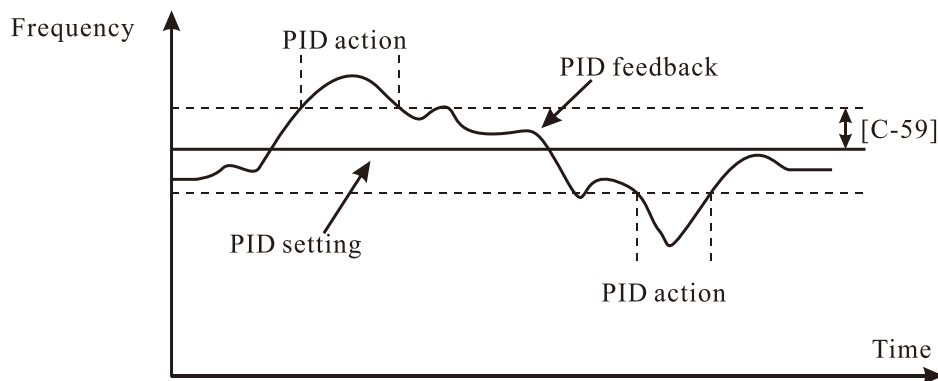 Frequency
PID action
PID feedback
[C-59]
PID setting
PID action
Time